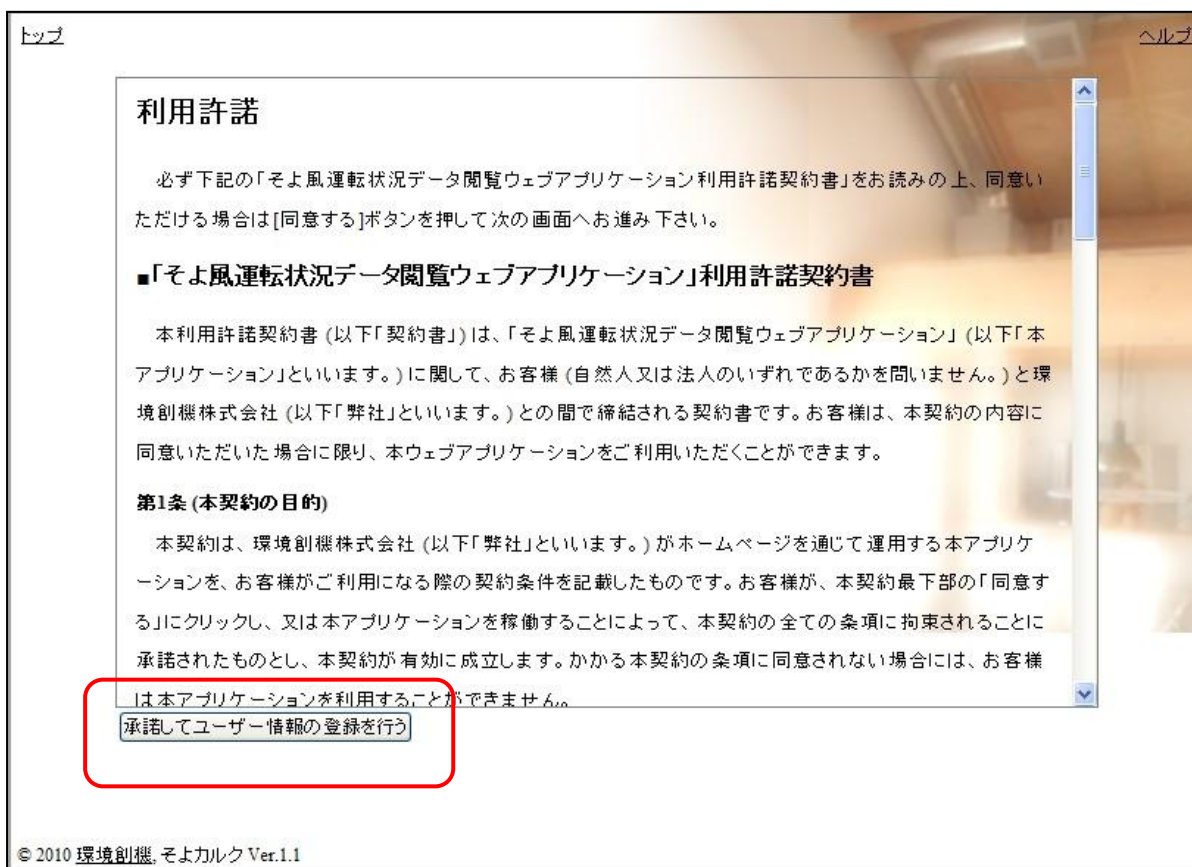 トップ
ヘルプ
利用許諾
必ず下記の「そよ風運転状況データ閲覧ウェブアプリケーション利用許諾契約書」をお読みの上、同意い
ただける場合は[同意する]ボタンを押して次の画面へお進み下さい。
■「そよ風運転状況データ閲覧ウェブアプリケーション」利用許諾契約書
本利用許諾契約書 (以下「契約書」) は、「そよ風運転状況データ閲覧ウェブアプリケーション」 (以下「本
アプリケーション」といいます。) に関して、お客様 (自然人又は法人のいずれであるかを問いません。) と環
境創機株式会社 (以下「弊社」といいます。) との間で締結される契約書です。お客様は、本契約の内容に
同意いただいた場合に限り、本ウェブアプリケーションをご利用いただくことができます。
第1条 (本契約の目的)
本契約は、環境創機株式会社 (以下「弊社」といいます。) がホームページを通じて運用する本アプリケ
ーションを、お客様がご利用になる際の契約条件を記載したものです。お客様が、本契約最下部の「同意す
る」にクリックし、又は本アプリケーションを稼働することによって、本契約の全ての条項に拘束されることに
承諾されたものとし、本契約が有効に成立します。かかる本契約の条項に同意されない場合には、お客様
は本アプリケーションを利用することができません。
承諾してユーザー情報の登録を行う
© 2010 環境創機, そよカルク Ver.1.1